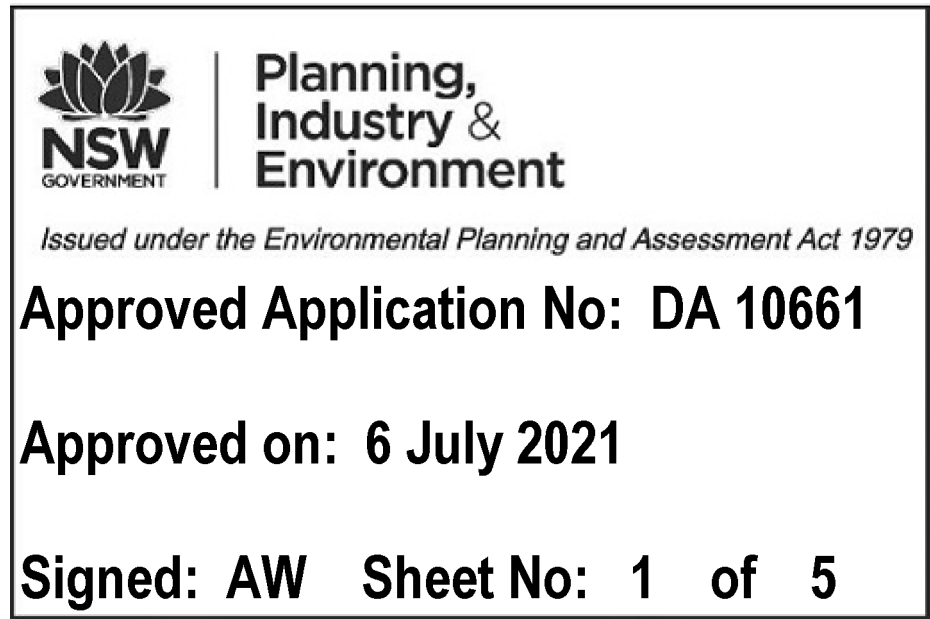 NSW
GOVERNMENT
Planning,
Industry &
Environment
Issued under the Environmental Planning and Assessment Act 1979
Approved Application No: DA 10661
Approved on: 6 July 2021
Signed: AW Sheet No: 1 of 5